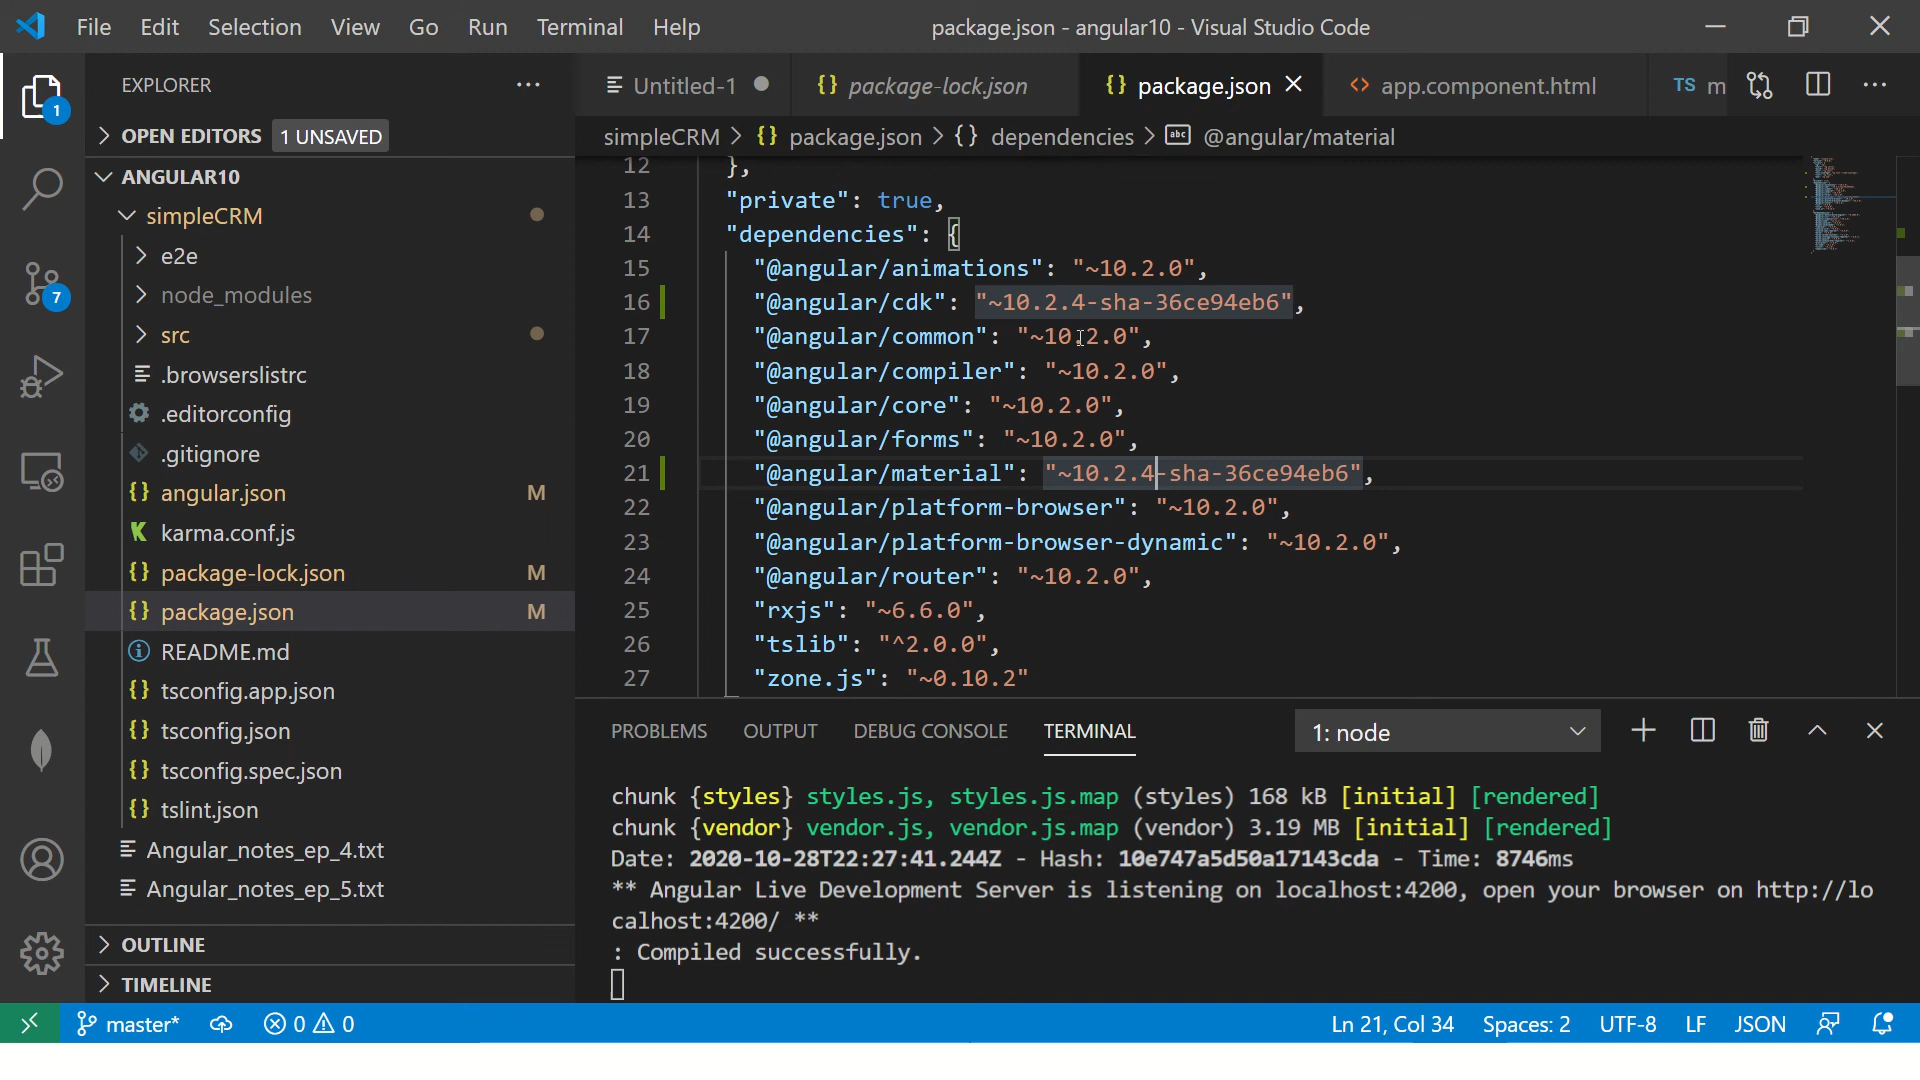 File Edit Selection View Go Run Terminal Help
package.json - angular10 - Visual Studio Code
EXPLORER
OPEN EDITORS 1 UNSAVED
ANGULAR10
simpleCRM
e2e
node_modules
src
.browserslistrc
.editorconfig
.gitignore
angular.json M
karma.conf.js
package-lock.json M
package.json M
README.md
tsconfig.app.json
tsconfig.json
tsconfig.spec.json
tslint.json
Angular_notes_ep_4.txt
Angular_notes_ep_5.txt
OUTLINE
TIMELINE
1
7
Untitled-1 {} package-lock.json {} package.json <> app.component.html TS m
simpleCRM > {} package.json > {} dependencies > abc @angular/material
12 },
13 "private": true,
14 "dependencies": {
15 "@angular/animations": "~10.2.0",
16 "@angular/cdk": "~10.2.4-sha-36ce94eb6",
17 "@angular/common": "~10.2.0",
18 "@angular/compiler": "~10.2.0",
19 "@angular/core": "~10.2.0",
20 "@angular/forms": "~10.2.0",
21 "@angular/material": "~10.2.4-sha-36ce94eb6",
22 "@angular/platform-browser": "~10.2.0",
23 "@angular/platform-browser-dynamic": "~10.2.0",
24 "@angular/router": "~10.2.0",
25 "rxjs": "~6.6.0",
26 "tslib": "^2.0.0",
27 "zone.js": "~0.10.2"
PROBLEMS OUTPUT DEBUG CONSOLE TERMINAL 1: node
chunk {styles} styles.js, styles.js.map (styles) 168 kB [initial] [rendered]
chunk {vendor} vendor.js, vendor.js.map (vendor) 3.19 MB [initial] [rendered]
Date: 2020-10-28T22:27:41.244Z - Hash: 10e747a5d50a17143cda - Time: 8746ms
** Angular Live Development Server is listening on localhost:4200, open your browser on http://lo
calhost:4200/ **
: Compiled successfully.
master* 0 0 Ln 21, Col 34 Spaces: 2 UTF-8 LF JSON